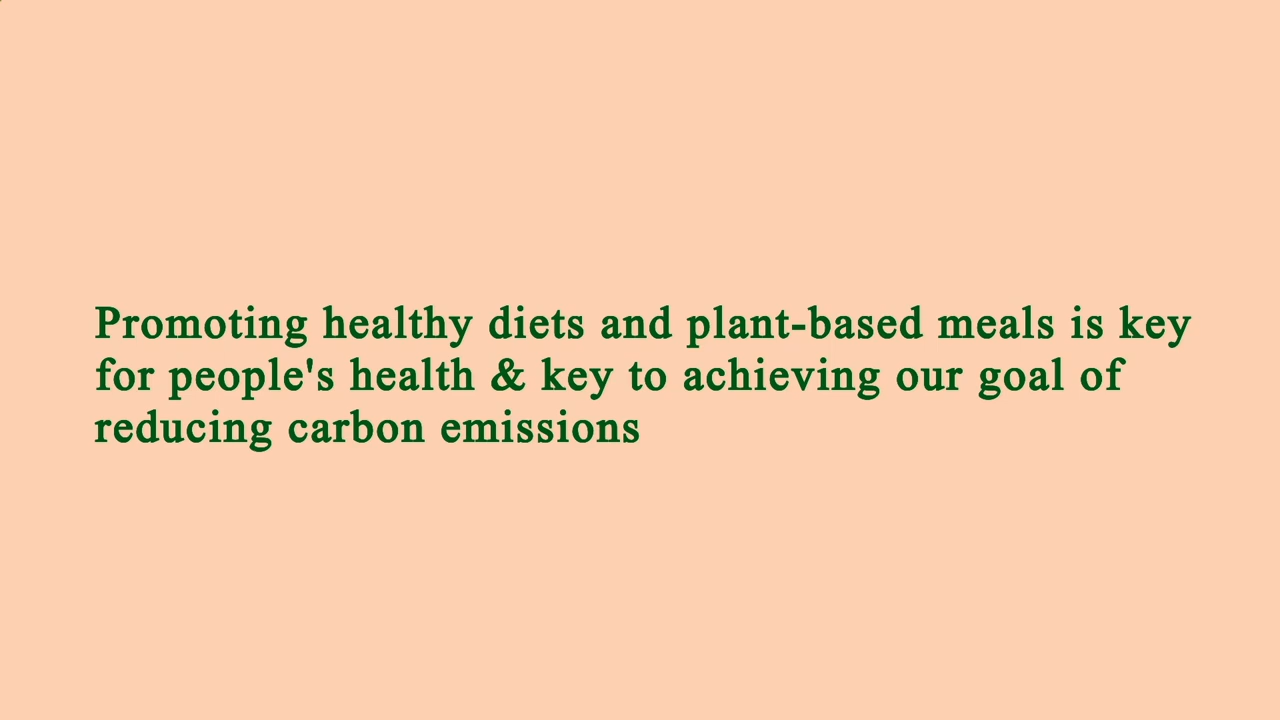 Promoting healthy diets and plant-based meals is key
for people's health & key to achieving our goal of
reducing carbon emissions